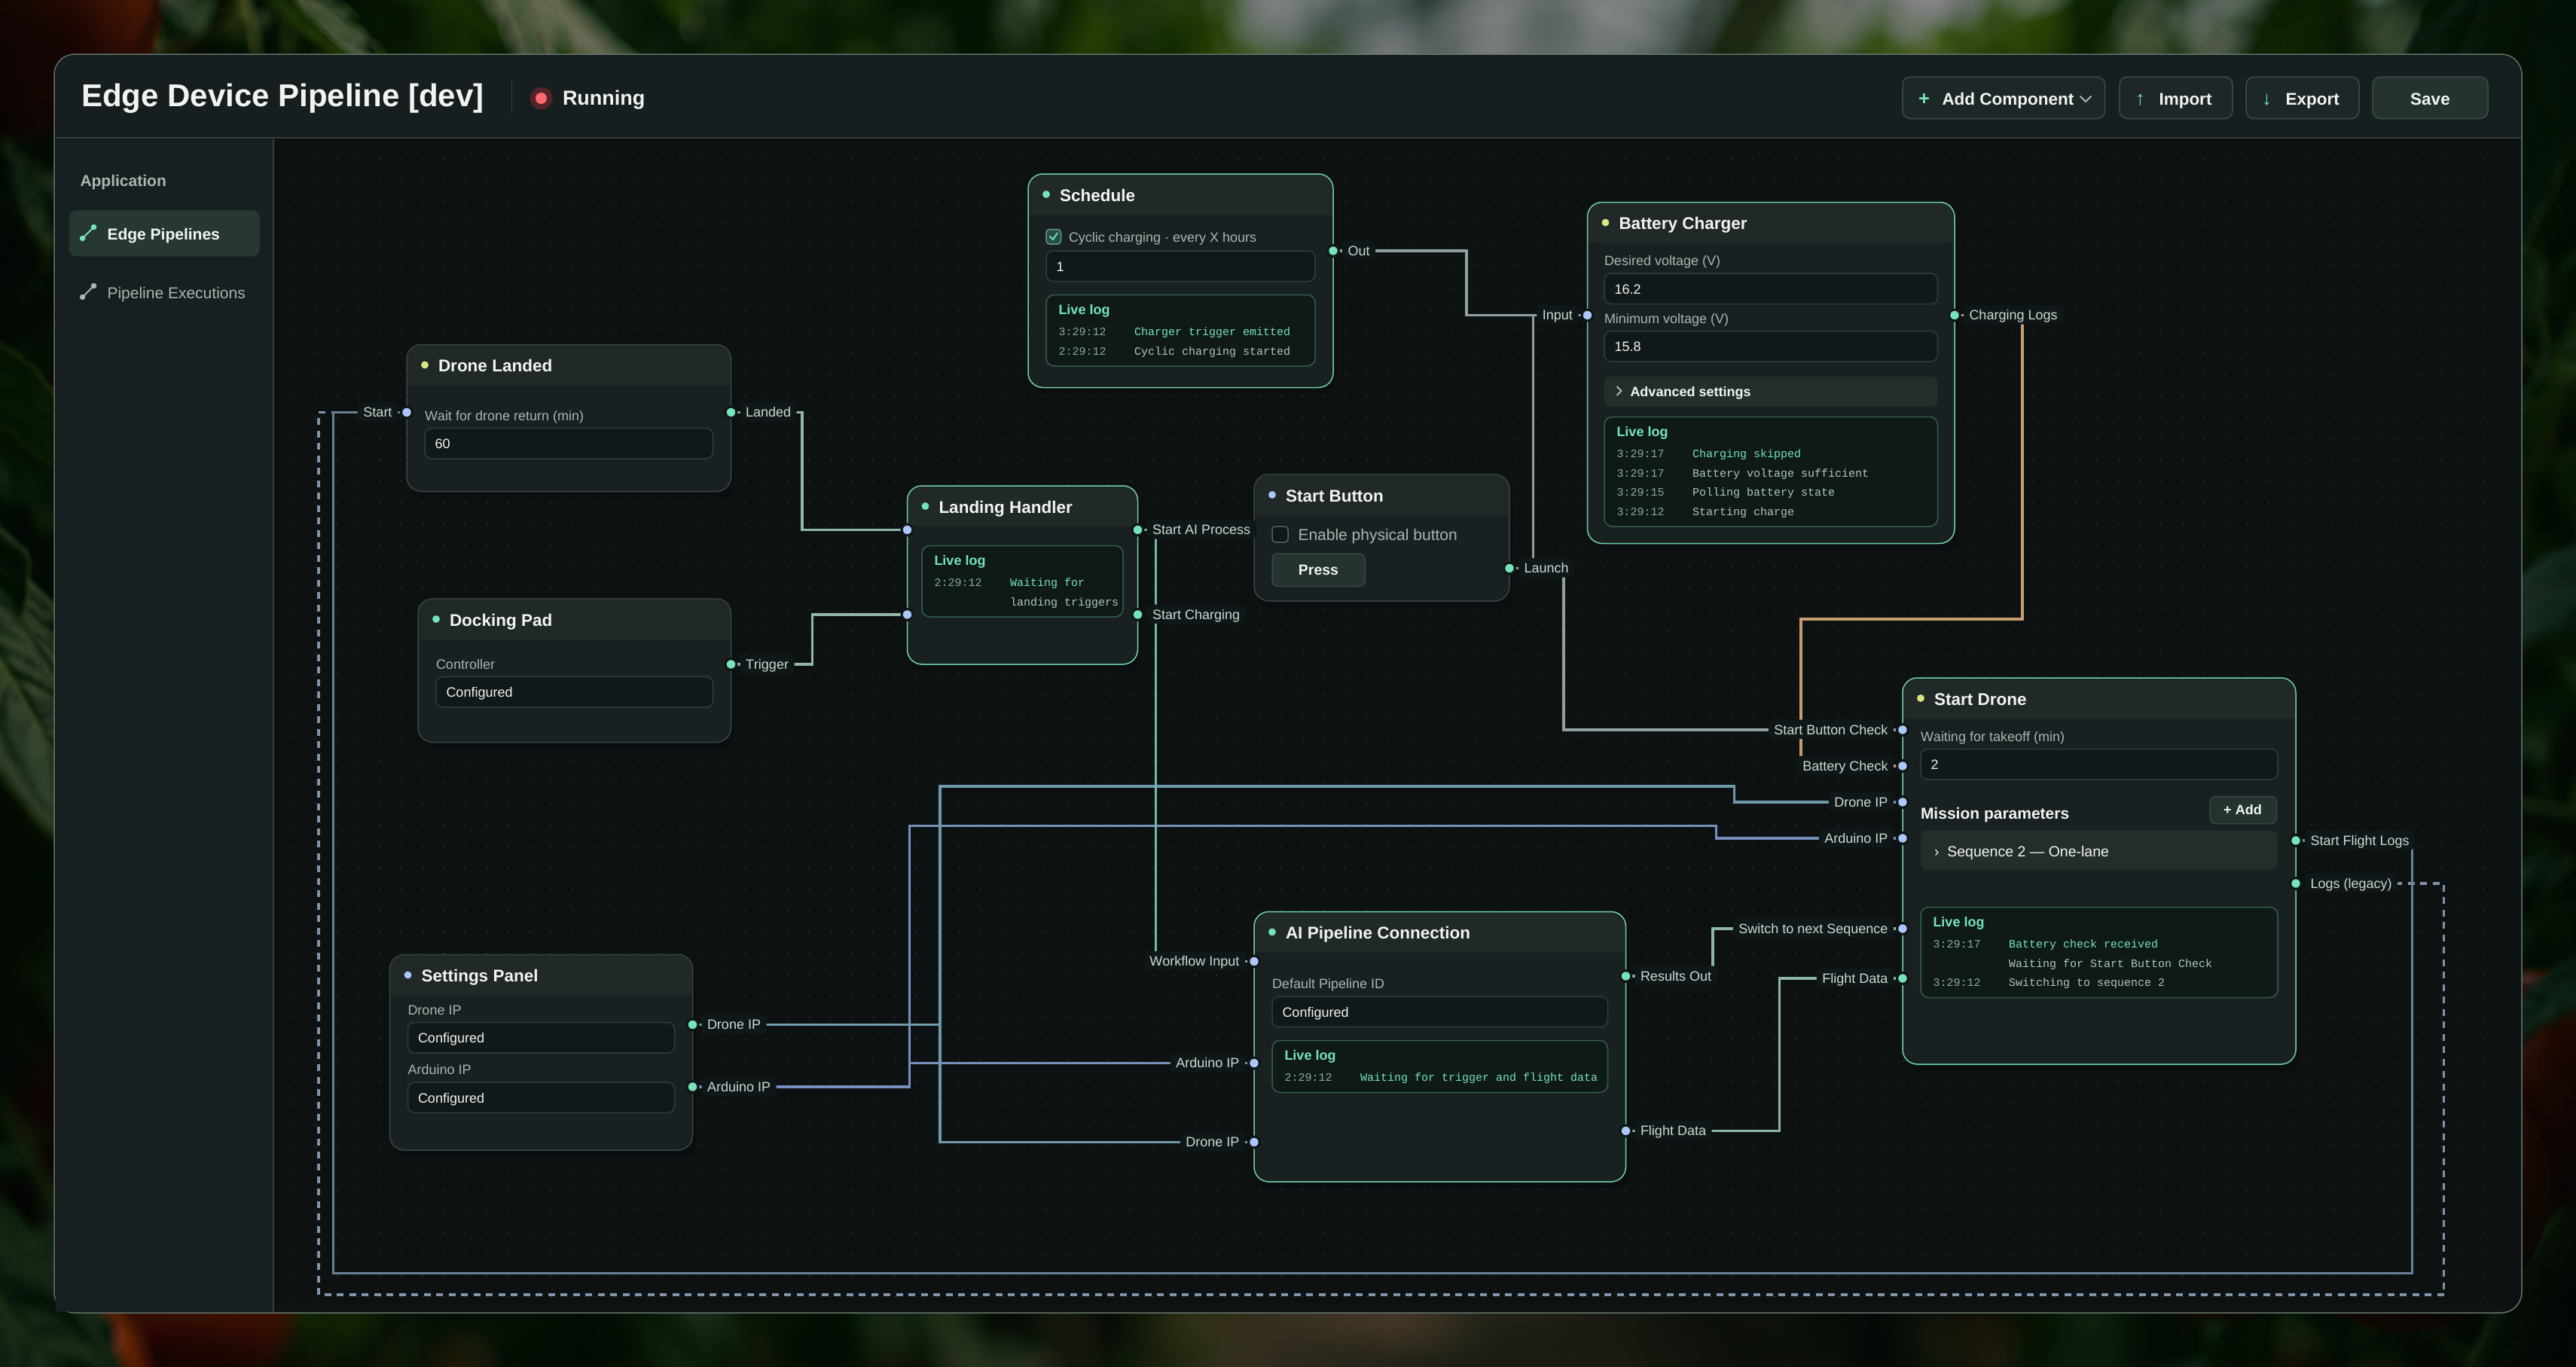 Edge Device Pipeline [dev]
Running
+ Add Component
↑ Import
↓ Export
Save
Application
Edge Pipelines
Pipeline Executions
Schedule
Cyclic charging · every X hours
1
Live log
3:29:12 Charger trigger emitted
2:29:12 Cyclic charging started
Out
Battery Charger
Desired voltage (V)
16.2
Input
Minimum voltage (V)
15.8
Charging Logs
Advanced settings
Live log
3:29:17 Charging skipped
3:29:17 Battery voltage sufficient
3:29:15 Polling battery state
3:29:12 Starting charge
Drone Landed
Start
Wait for drone return (min)
60
Landed
Landing Handler
Live log
2:29:12 Waiting for
landing triggers
Start AI Process
Start Charging
Start Button
Enable physical button
Press
Launch
Docking Pad
Controller
Configured
Trigger
Start Drone
Start Button Check
Waiting for takeoff (min)
2
Battery Check
Drone IP
Arduino IP
Mission parameters
+ Add
› Sequence 2 — One-lane
Start Flight Logs
Logs (legacy)
Switch to next Sequence
Flight Data
Live log
3:29:17 Battery check received
Waiting for Start Button Check
3:29:12 Switching to sequence 2
Settings Panel
Drone IP
Configured
Arduino IP
Configured
Drone IP
Arduino IP
AI Pipeline Connection
Workflow Input
Default Pipeline ID
Configured
Results Out
Arduino IP
Live log
2:29:12 Waiting for trigger and flight data
Drone IP
Flight Data